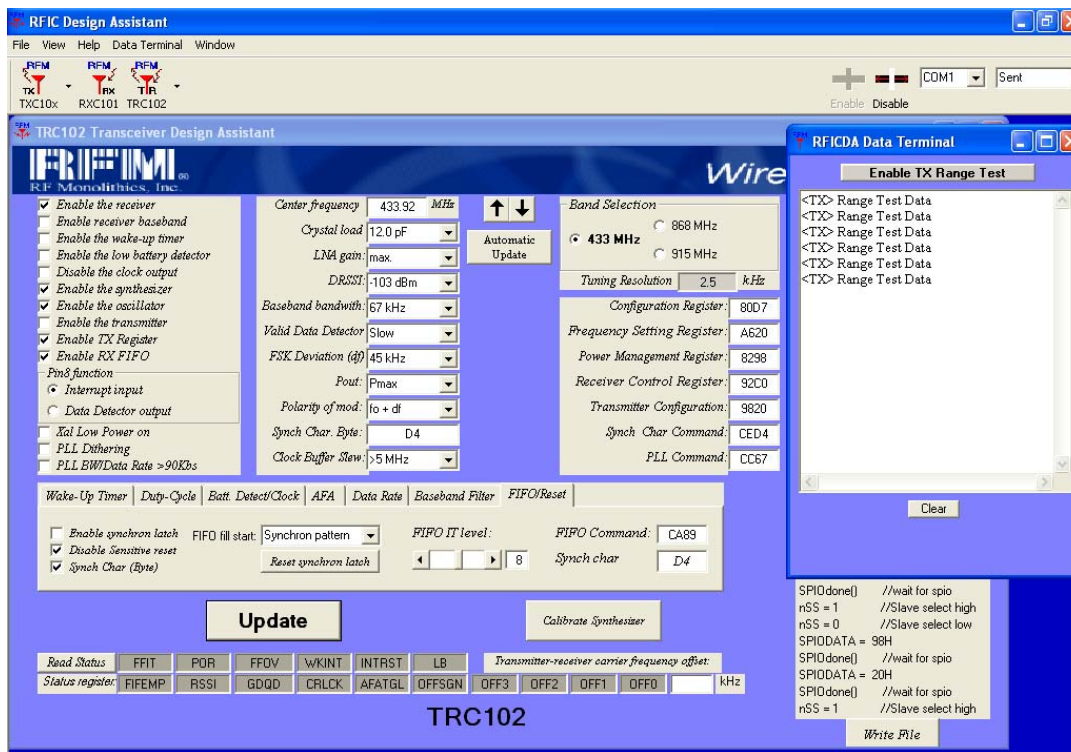 RFIC Design Assistant
File View Help Data Terminal Window
RFM RFM RFM
TX RX T R
TXC10x RXC101 TRC102
Enable Disable COM1 Sent
TRC102 Transceiver Design Assistant
RFM
RF Monolithics, Inc.
Wire
Enable the receiver
Enable receiver baseband
Enable the wake-up timer
Enable the low battery detector
Disable the clock output
Enable the synthesizer
Enable the oscillator
Enable the transmitter
Enable TX Register
Enable RX FIFO
Pin8 function
Interrupt input
Data Detector output
Xal Low Power on
PLL Dithering
PLL BW/Data Rate >90Kbs
Center frequency 433.92 MHz
Crystal load 12.0 pF
LNA gain: max.
DRSSI: -103 dBm
Baseband bandwith: 67 kHz
Valid Data Detector Slow
FSK Deviation (df) 45 kHz
Pout: Pmax
Polarity of mod: fo + df
Synch Char. Byte: D4
Clock Buffer Slew: >5 MHz
Automatic
Update
Band Selection
868 MHz
433 MHz
915 MHz
Tuning Resolution 2.5 kHz
Configuration Register: 80D7
Frequency Setting Register: A620
Power Management Register: 8298
Receiver Control Register: 92C0
Transmitter Configuration: 9820
Synch Char Command: CED4
PLL Command: CC67
Wake-Up Timer Duty-Cycle Batt. Detect/Clock AFA Data Rate Baseband Filter FIFO/Reset
Enable synchron latch
Disable Sensitive reset
Synch Char (Byte)
FIFO fill start: Synchron pattern
Reset synchron latch
FIFO IT level:
8
FIFO Command: CA89
Synch char D4
Update
Calibrate Synthesizer
Read Status FFIT POR FFOV WKINT INTRST LB Transmitter-receiver carrier frequency offset:
Status register: FIFEMP RSSI GDQD CRLCK AFATGL OFFSGN OFF3 OFF2 OFF1 OFF0 kHz
TRC102
RFICDA Data Terminal
Enable TX Range Test
<TX> Range Test Data
<TX> Range Test Data
<TX> Range Test Data
<TX> Range Test Data
<TX> Range Test Data
<TX> Range Test Data
Clear
SPI0done() //wait for spio
nSS = 1 //Slave select high
nSS = 0 //Slave select low
SPI0DATA = 98H
SPI0done() //wait for spio
SPI0DATA = 20H
SPI0done() //wait for spio
nSS = 1 //Slave select high
Write File